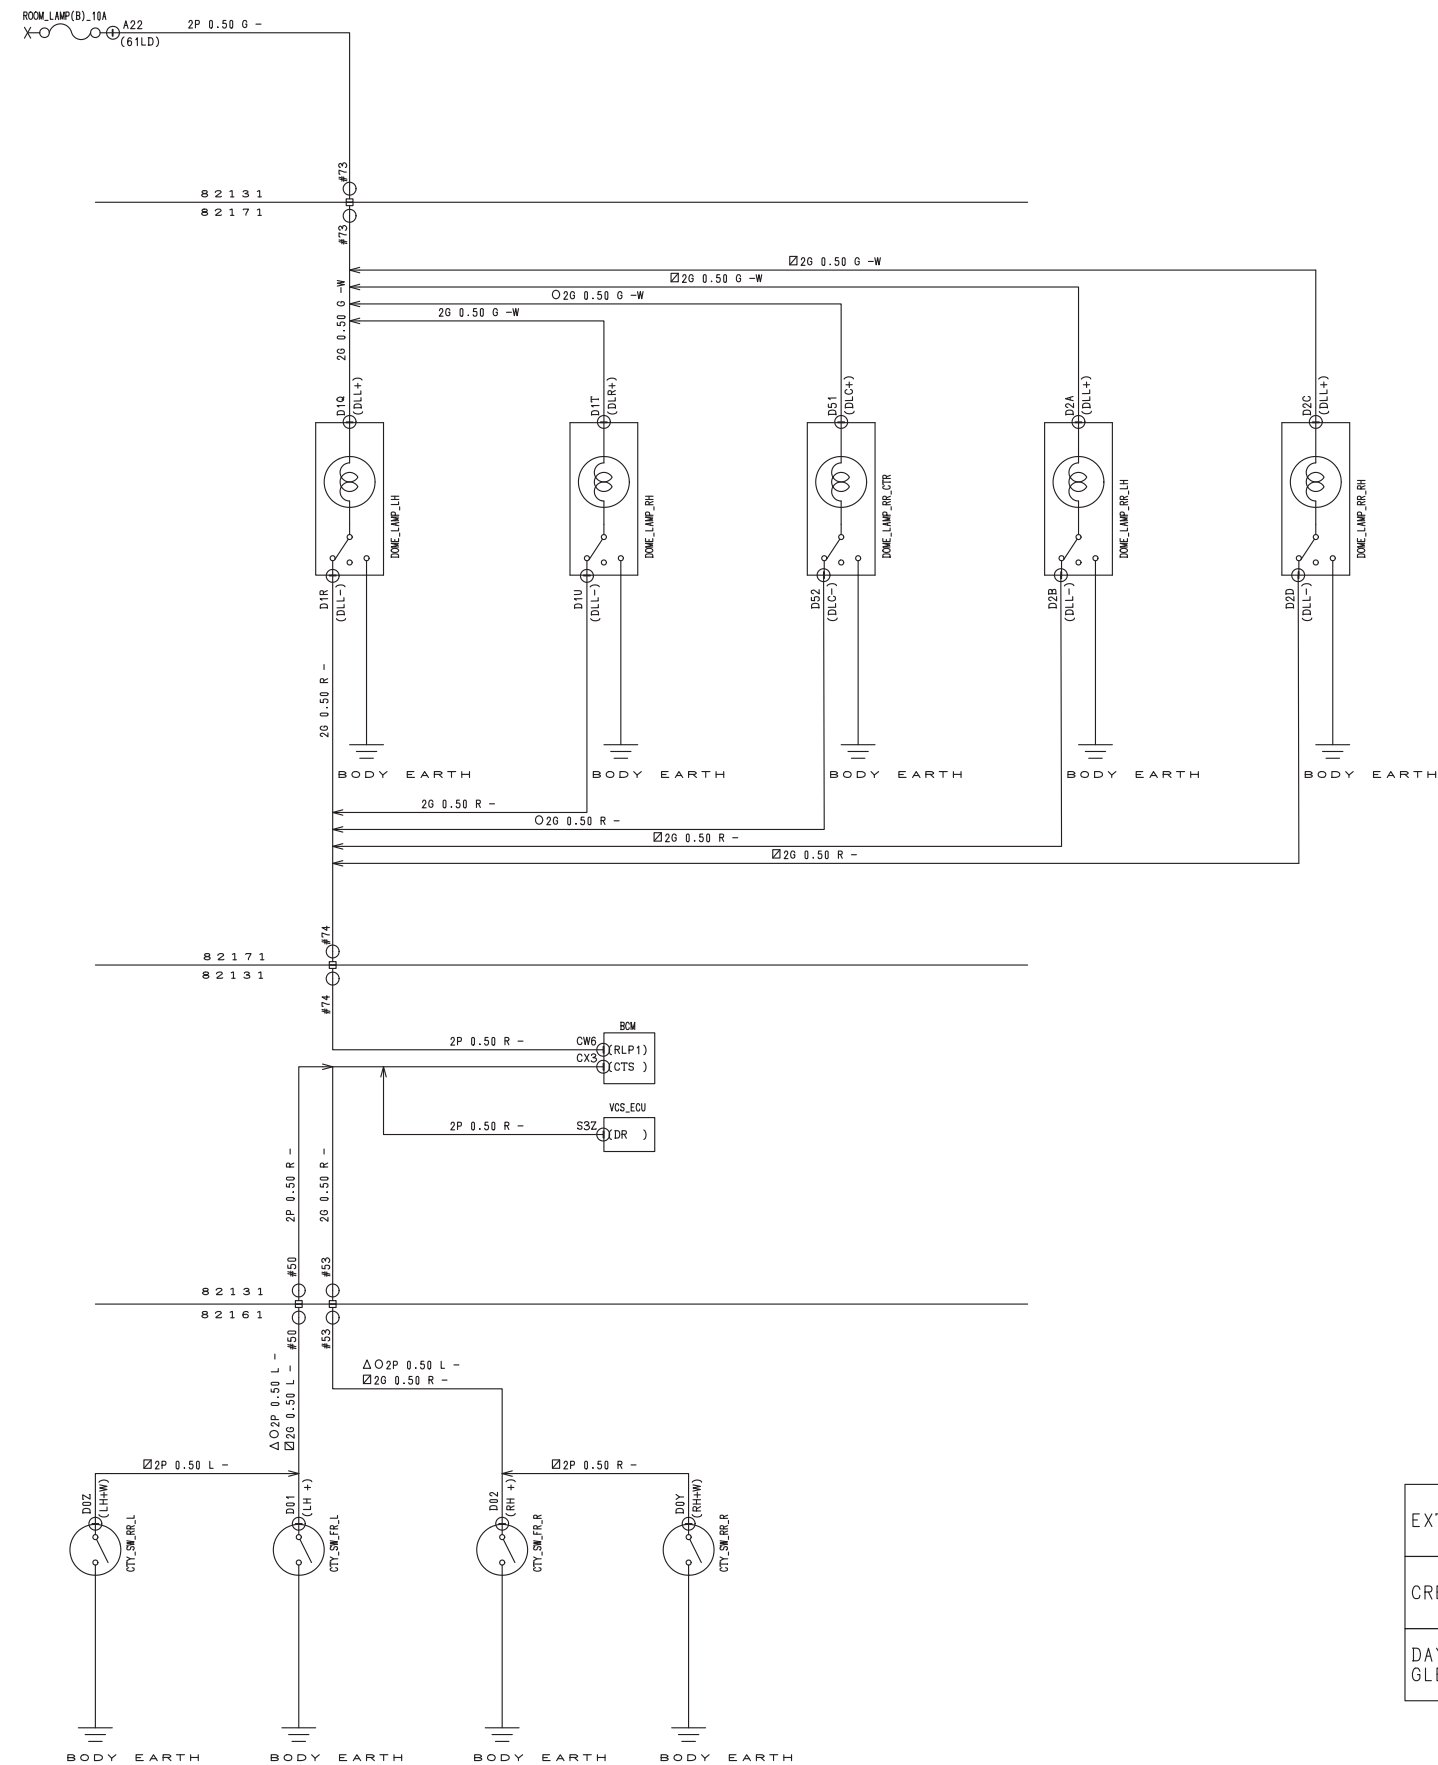 ROOM_LAMP(B)_10A
A22
2P 0.50 G -
(61LD)
#73
82131
82171
#73
2G 0.50 G -W
2G 0.50 G -W
2G 0.50 G -W
2G 0.50 G -W
2G 0.50 G -W
D1Q
(DLL+)
D1T
(DLR+)
D51
(DLC+)
D2A
(DLL+)
D2C
(DLL+)
DOME_LAMP_LH
DOME_LAMP_RH
DOME_LAMP_RR_CTR
DOME_LAMP_RR_LH
DOME_LAMP_RR_RH
D1R
(DLL-)
D1U
(DLL-)
D52
(DLC-)
D2B
(DLL-)
D2D
(DLL-)
2G 0.50 R -
BODY EARTH
BODY EARTH
BODY EARTH
BODY EARTH
BODY EARTH
2G 0.50 R -
2G 0.50 R -
2G 0.50 R -
2G 0.50 R -
#74
82171
82131
#74
BCM
2P 0.50 R -
CW6
(RLP1)
CX3
(CTS )
VCS_ECU
2P 0.50 R -
S3Z
(DR )
2P 0.50 R -
2G 0.50 R -
#50
#53
82131
82161
#50
#53
2P 0.50 L -
2G 0.50 L -
2P 0.50 L -
2G 0.50 R -
2P 0.50 L -
2P 0.50 R -
D0Z
(LH+W)
D01
(LH +)
D02
(RH +)
D0Y
(RH+W)
CTY_SW_RR_L
CTY_SW_FR_L
CTY_SW_FR_R
CTY_SW_RR_R
BODY EARTH
BODY EARTH
BODY EARTH
BODY EARTH